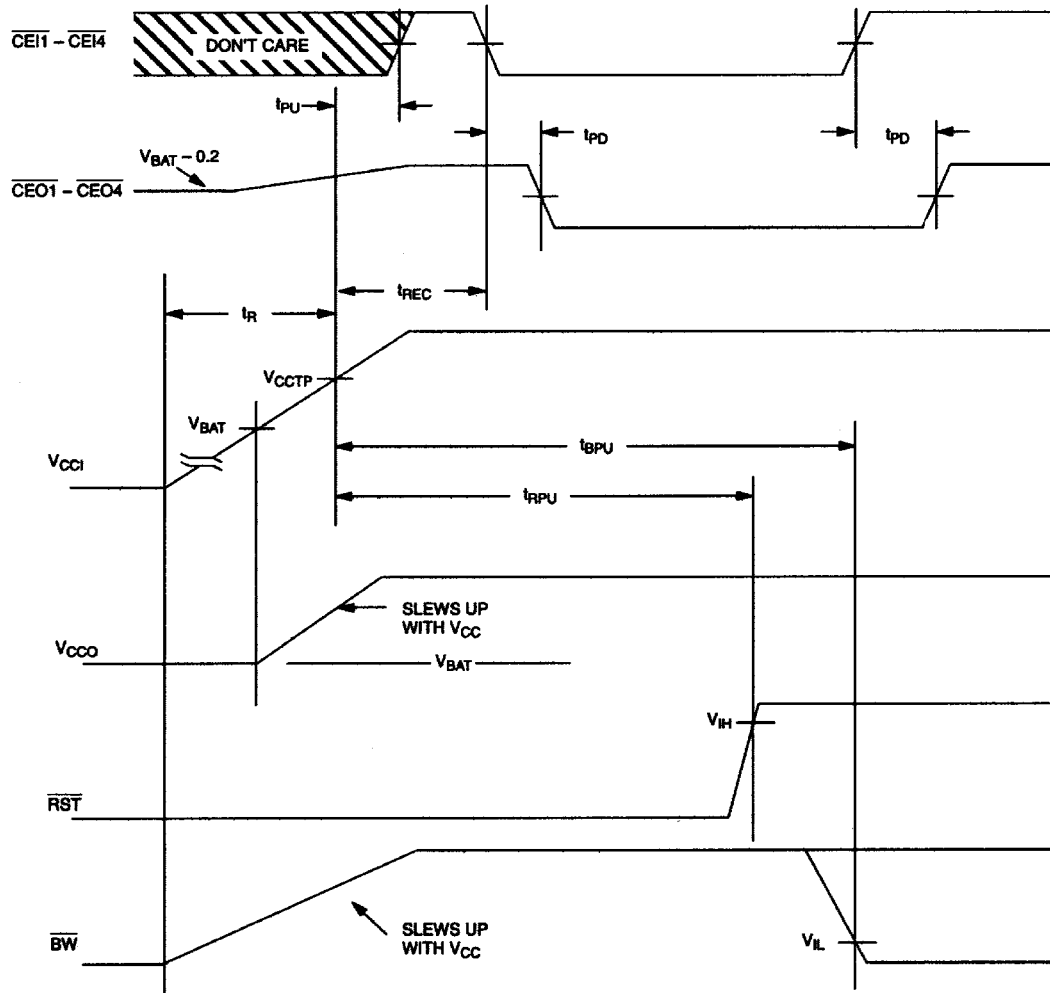 CEI1 – CEI4
DON'T CARE
tPU
tPD
tPD
VBAT – 0.2
CEO1 – CEO4
tREC
tR
VCCTP
VBAT
tBPU
VCCI
tRPU
SLEWS UP
WITH VCC
VCCO
VBAT
VIH
RST
SLEWS UP
WITH VCC
BW
VIL